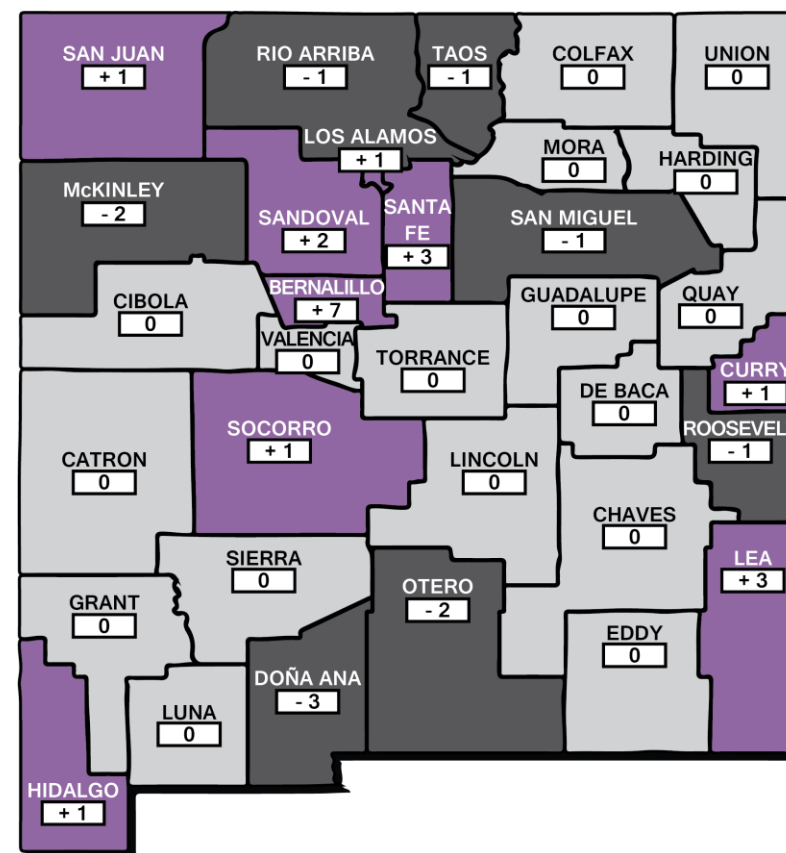 SAN JUAN
+ 1
RIO ARRIBA
- 1
TAOS
- 1
COLFAX
0
UNION
0
LOS ALAMOS
+ 1
MORA
0
HARDING
0
McKINLEY
- 2
SANDOVAL
+ 2
SANTA
FE
+ 3
SAN MIGUEL
- 1
CIBOLA
0
BERNALILLO
+ 7
VALENCIA
0
TORRANCE
0
GUADALUPE
0
QUAY
0
CURRY
+ 1
DE BACA
0
ROOSEVEL
- 1
CATRON
0
SOCORRO
+ 1
LINCOLN
0
CHAVES
0
SIERRA
0
OTERO
- 2
LEA
+ 3
GRANT
0
EDDY
0
DOÑA ANA
- 3
LUNA
0
HIDALGO
+ 1